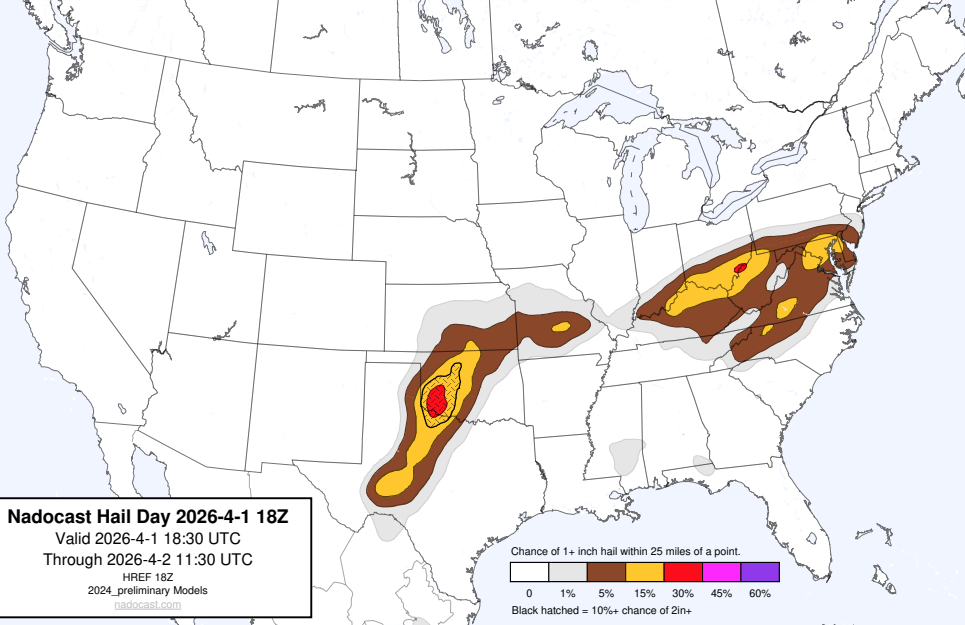 Nadocast Hail Day 2026-4-1 18Z
Valid 2026-4-1 18:30 UTC
Through 2026-4-2 11:30 UTC
HREF 18Z
2024_preliminary Models
nadocast.com
Chance of 1+ inch hail within 25 miles of a point.
0 1% 5% 15% 30% 45% 60%
Black hatched = 10%+ chance of 2in+